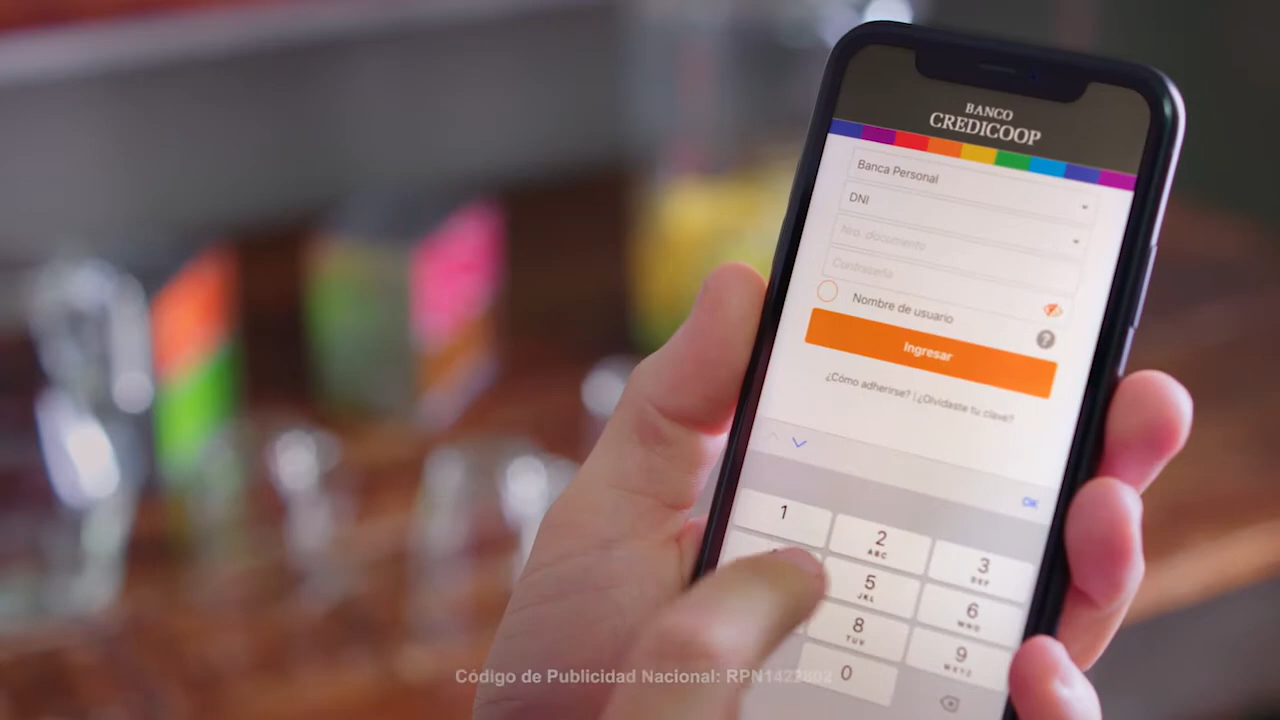 BANCO
CREDICOOP
Banca Personal
DNI
Nro. documento
Contraseña
Nombre de usuario
?
Ingresar
¿Cómo adherirse? | ¿Olvidaste tu clave?
OK
1
2
ABC
3
DEF
5
JKL
6
MNO
8
TUV
9
WXYZ
0
Código de Publicidad Nacional: